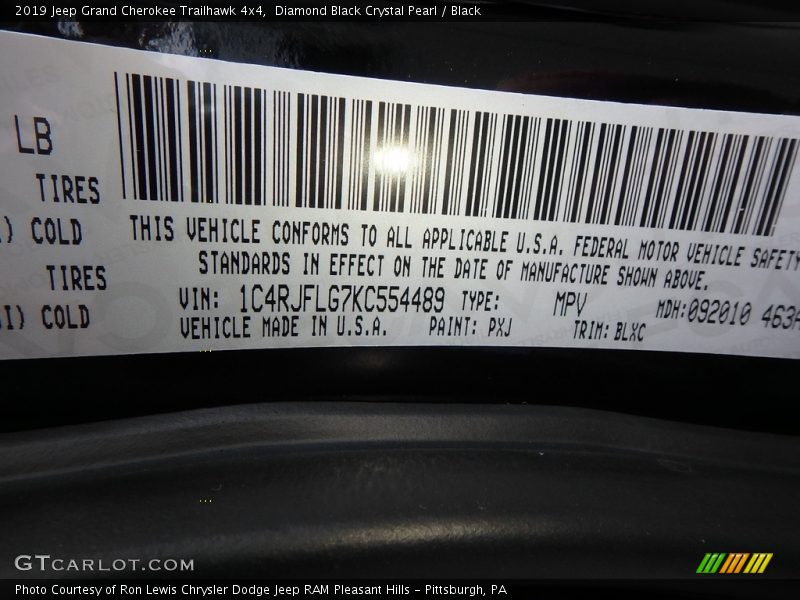 2019 Jeep Grand Cherokee Trailhawk 4x4,  Diamond Black Crystal Pearl / Black
LB
TIRES
COLD
TIRES
COLD
THIS VEHICLE CONFORMS TO ALL APPLICABLE U.S.A. FEDERAL MOTOR VEHICLE SAFETY
STANDARDS IN EFFECT ON THE DATE OF MANUFACTURE SHOWN ABOVE.
VIN: 1C4RJFLG7KC554489 TYPE: MPV MDH:092010 463A
VEHICLE MADE IN U.S.A. PAINT: PXJ TRIM: BLXC
GTCARLOT.COM
Photo Courtesy of Ron Lewis Chrysler Dodge Jeep RAM Pleasant Hills - Pittsburgh, PA